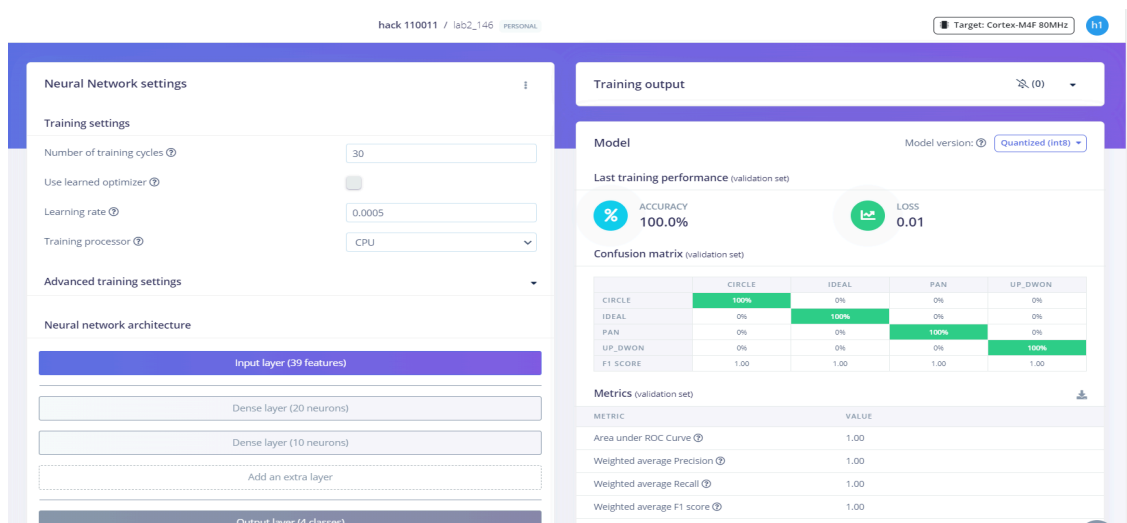 hack 110011 / lab2_146 PERSONAL
Target: Cortex-M4F 80MHz
h1
Neural Network settings
Training settings
Number of training cycles
30
Use learned optimizer
Learning rate
0.0005
Training processor
CPU
Advanced training settings
Neural network architecture
Input layer (39 features)
Dense layer (20 neurons)
Dense layer (10 neurons)
Add an extra layer
Output layer (4 classes)
Training output
(0)
Model
Model version: Quantized (int8)
Last training performance (validation set)
%
ACCURACY
100.0%
LOSS
0.01
Confusion matrix (validation set)
CIRCLE IDEAL PAN UP_DWON
CIRCLE 100% 0% 0% 0%
IDEAL 0% 100% 0% 0%
PAN 0% 0% 100% 0%
UP_DWON 0% 0% 0% 100%
F1 SCORE 1.00 1.00 1.00 1.00
Metrics (validation set)
METRIC VALUE
Area under ROC Curve 1.00
Weighted average Precision 1.00
Weighted average Recall 1.00
Weighted average F1 score 1.00